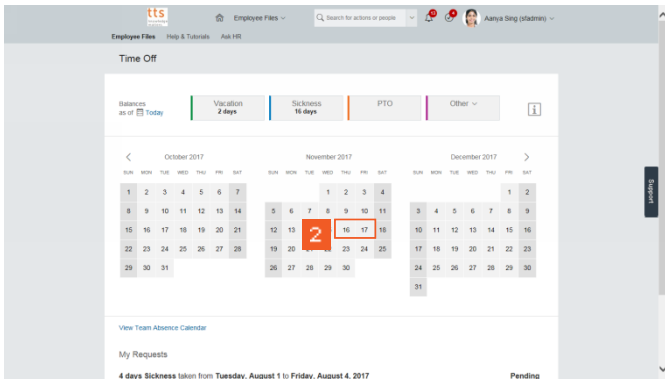 tts
Employee Files
Search for actions or people
Aanya Sing (sfadmin)
Employee Files Help & Tutorials Ask HR
Time Off
Balances
as of Today
Vacation
2 days
Sickness
16 days
PTO
Other
i
October 2017
SUN MON TUE WED THU FRI SAT
1 2 3 4 5 6 7
8 9 10 11 12 13 14
15 16 17 18 19 20 21
22 23 24 25 26 27 28
29 30 31
November 2017
SUN MON TUE WED THU FRI SAT
1 2 3 4
5 6 7 8 9 10 11
12 13 2 16 17 18
19 20 23 24 25
26 27 28 29 30
December 2017
SUN MON TUE WED THU FRI SAT
1 2
3 4 5 6 7 8 9
10 11 12 13 14 15 16
17 18 19 20 21 22 23
24 25 26 27 28 29 30
31
Support
View Team Absence Calendar
My Requests
4 days Sickness taken from Tuesday, August 1 to Friday, August 4, 2017 Pending